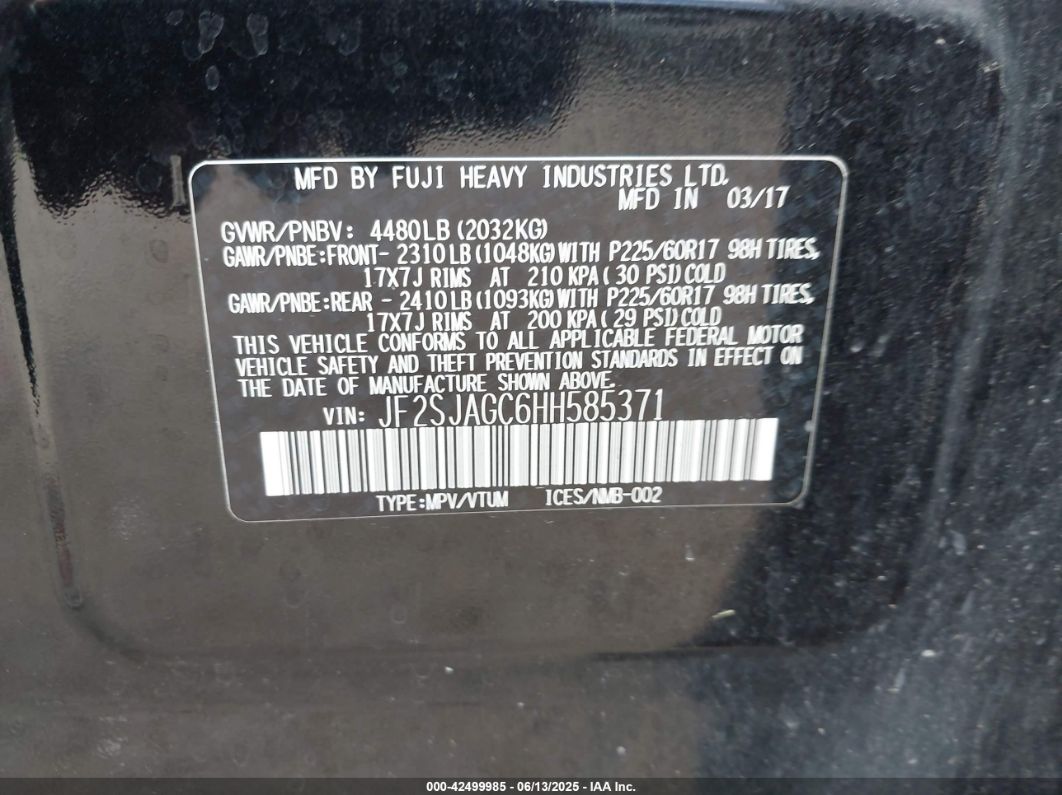 MFD BY FUJI HEAVY INDUSTRIES LTD.
MFD IN 03/17
GVWR/PNBV: 4480LB (2032KG)
GAWR/PNBE:FRONT- 2310 LB (1048KG)WITH P225/60R17 98H TIRES,
17X7J RIMS AT 210 KPA ( 30 PSI)COLD
GAWR/PNBE:REAR - 2410 LB (1093KG)WITH P225/60R17 98H TIRES,
17X7J RIMS AT 200 KPA ( 29 PSI)COLD
THIS VEHICLE CONFORMS TO ALL APPLICABLE FEDERAL MOTOR
VEHICLE SAFETY AND THEFT PREVENTION STANDARDS IN EFFECT ON
THE DATE OF MANUFACTURE SHOWN ABOVE.
VIN: JF2SJAGC6HH585371
TYPE:MPV/VTUM ICES/NMB-002
000-42499985 - 06/13/2025 - IAA Inc.